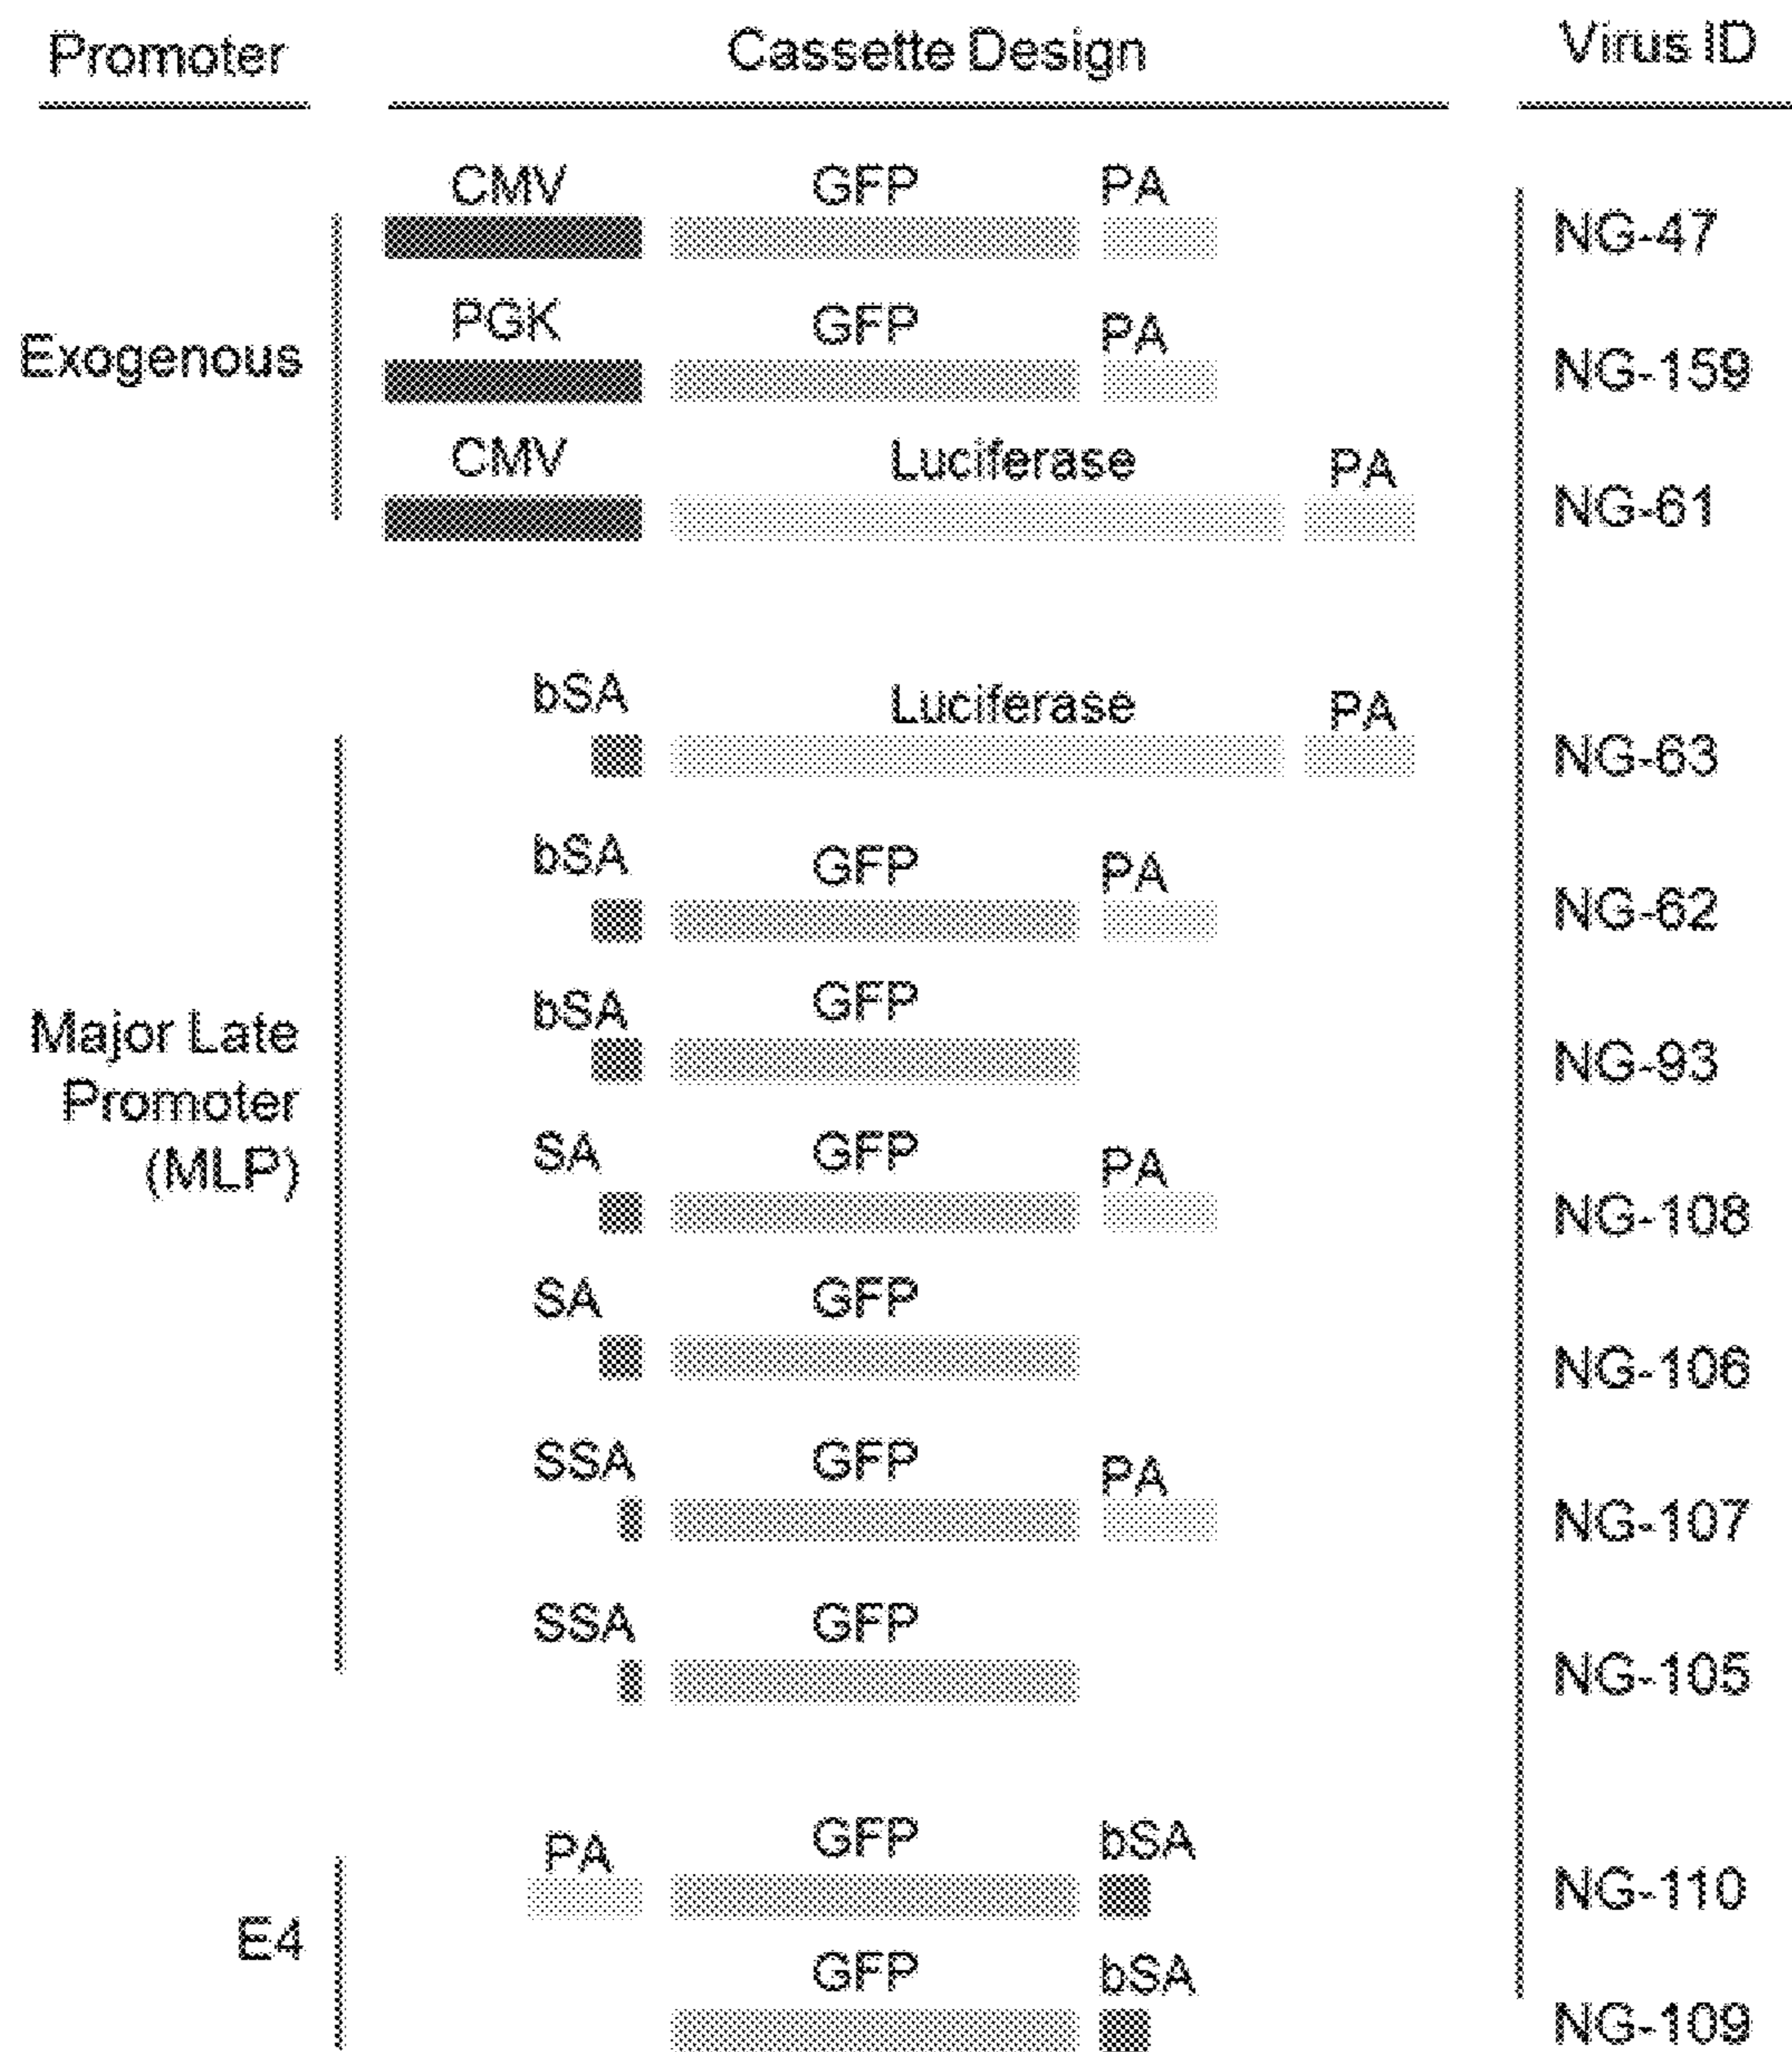 Promoter Cassette Design Virus ID
CMV GFP PA
NG-47
PGK GFP PA
Exogenous NG-159
CMV Luciferase PA
NG-61
bSA Luciferase PA
NG-63
bSA GFP PA
NG-62
bSA GFP
Major Late
Promoter
(MLP)
NG-93
SA GFP PA
NG-108
SA GFP
NG-106
SSA GFP PA
NG-107
SSA GFP
NG-105
PA GFP bSA
NG-110
E4
GFP bSA
NG-109